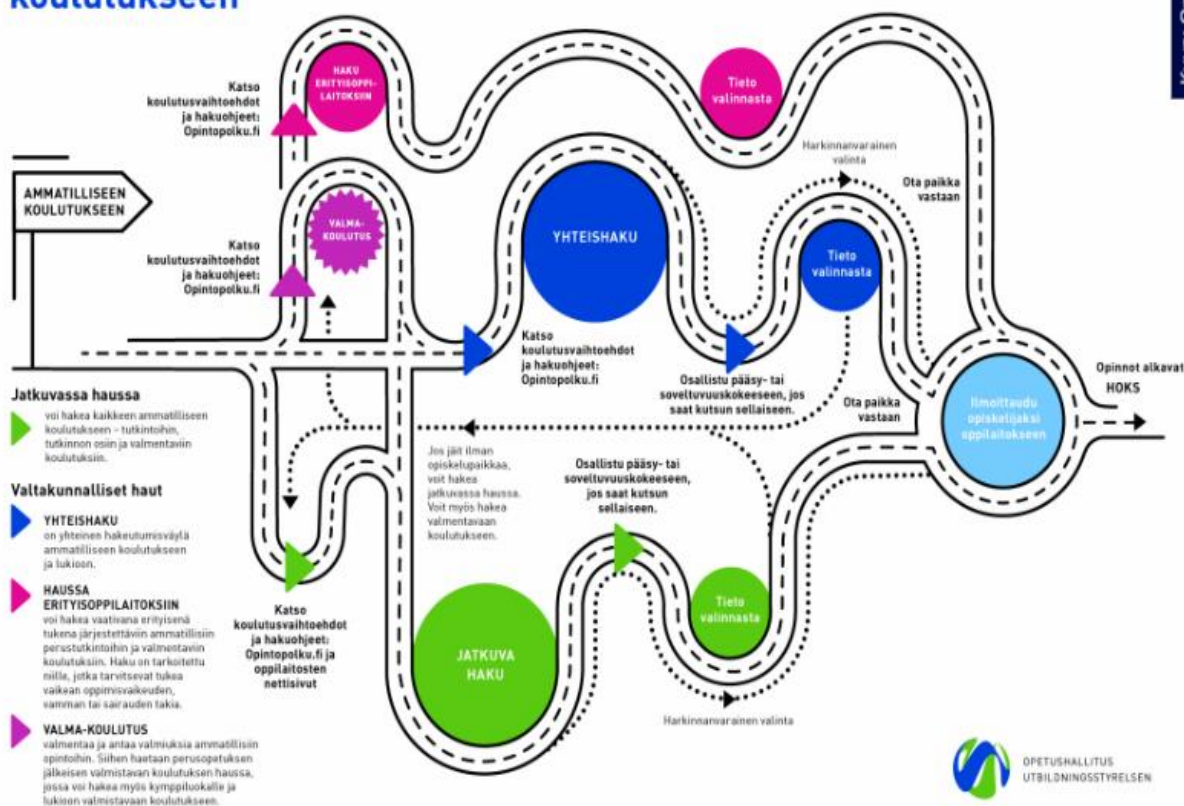 koulutukseen
HAKU
ERITYISOPPI-
LAITOKSIIN
Tieto
valinnasta
Katso
koulutusvaihtoehdot
ja hakuohjeet:
Opintopolku.fi
Harkinnanvarainen
valinta
AMMATILLISEEN
KOULUTUKSEEN
Ota paikka
vastaan
VALMA-
KOULUTUS
YHTEISHAKU
Tieto
valinnasta
Katso
koulutusvaihtoehdot
ja hakuohjeet:
Opintopolku.fi
Katso
koulutusvaihtoehdot
ja hakuohjeet:
Opintopolku.fi
Osallistu pääsy- tai
soveltuvuuskokeeseen, jos
saat kutsun sellaiseen.
Ota paikka
vastaan
Ilmoittaudu
opiskelijaksi
oppilaitokseen
Opinnot alkavat
HOKS
Jatkuvassa haussa
voi hakea kaikkeen ammatilliseen
koulutukseen - tutkintoihin,
tutkinnon osiin ja valmentaviin
koulutuksiin.
Valtakunnalliset haut
YHTEISHAKU
on yhteinen hakeutumisväylä
ammatilliseen koulutukseen
ja lukioon.
HAUSSA
ERITYISOPPILAITOKSIIN
voi hakea vaativana erityisenä
tukena järjestettäviin ammatillisiin
perustutkintoihin ja valmentaviin
koulutuksiin. Haku on tarkoitettu
niille, jotka tarvitsevat tukea
vaikean oppimisvaikeuden,
vamman tai sairauden takia.
VALMA-KOULUTUS
valmentaa ja antaa valmiuksia ammatillisiin
opintoihin. Siihen haetaan perusopetuksen
jälkeisen valmistavan koulutuksen haussa,
jossa voi hakea myös kymppiluokalle ja
lukioon valmistavaan koulutukseen.
Jos jäit ilman
opiskelupaikkaa,
voit hakea
jatkuvassa haussa.
Voit myös hakea
valmentavaan
koulutukseen.
Osallistu pääsy- tai
soveltuvuuskokeeseen,
jos saat kutsun
sellaiseen.
Katso
koulutusvaihtoehdot
ja hakuohjeet:
Opintopolku.fi ja
oppilaitosten
nettisivut
JATKUVA
HAKU
Tieto
valinnasta
Harkinnanvarainen valinta
OPETUSHALLITUS
UTBILDNINGSSTYRELSEN